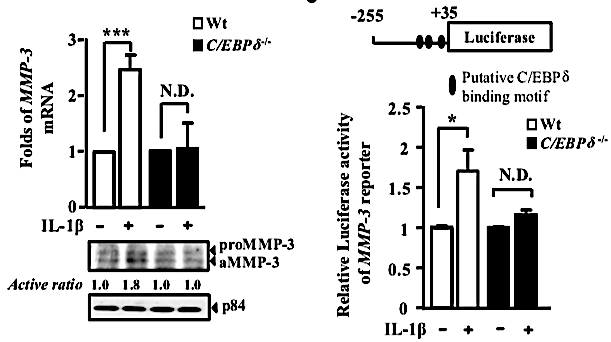 ***
Wt
C/EBPδ-/-
N.D.
Folds of MMP-3
mRNA
3
2
1
0
IL-1β - + - +
proMMP-3
aMMP-3
Active ratio 1.0 1.8 1.0 1.0
p84
-255 +35
Luciferase
Putative C/EBPδ
binding motif
Wt
C/EBPδ-/-
*
N.D.
Relative Luciferase activity
of MMP-3 reporter
2.5
2
1.5
1
0.5
0
IL-1β - + - +